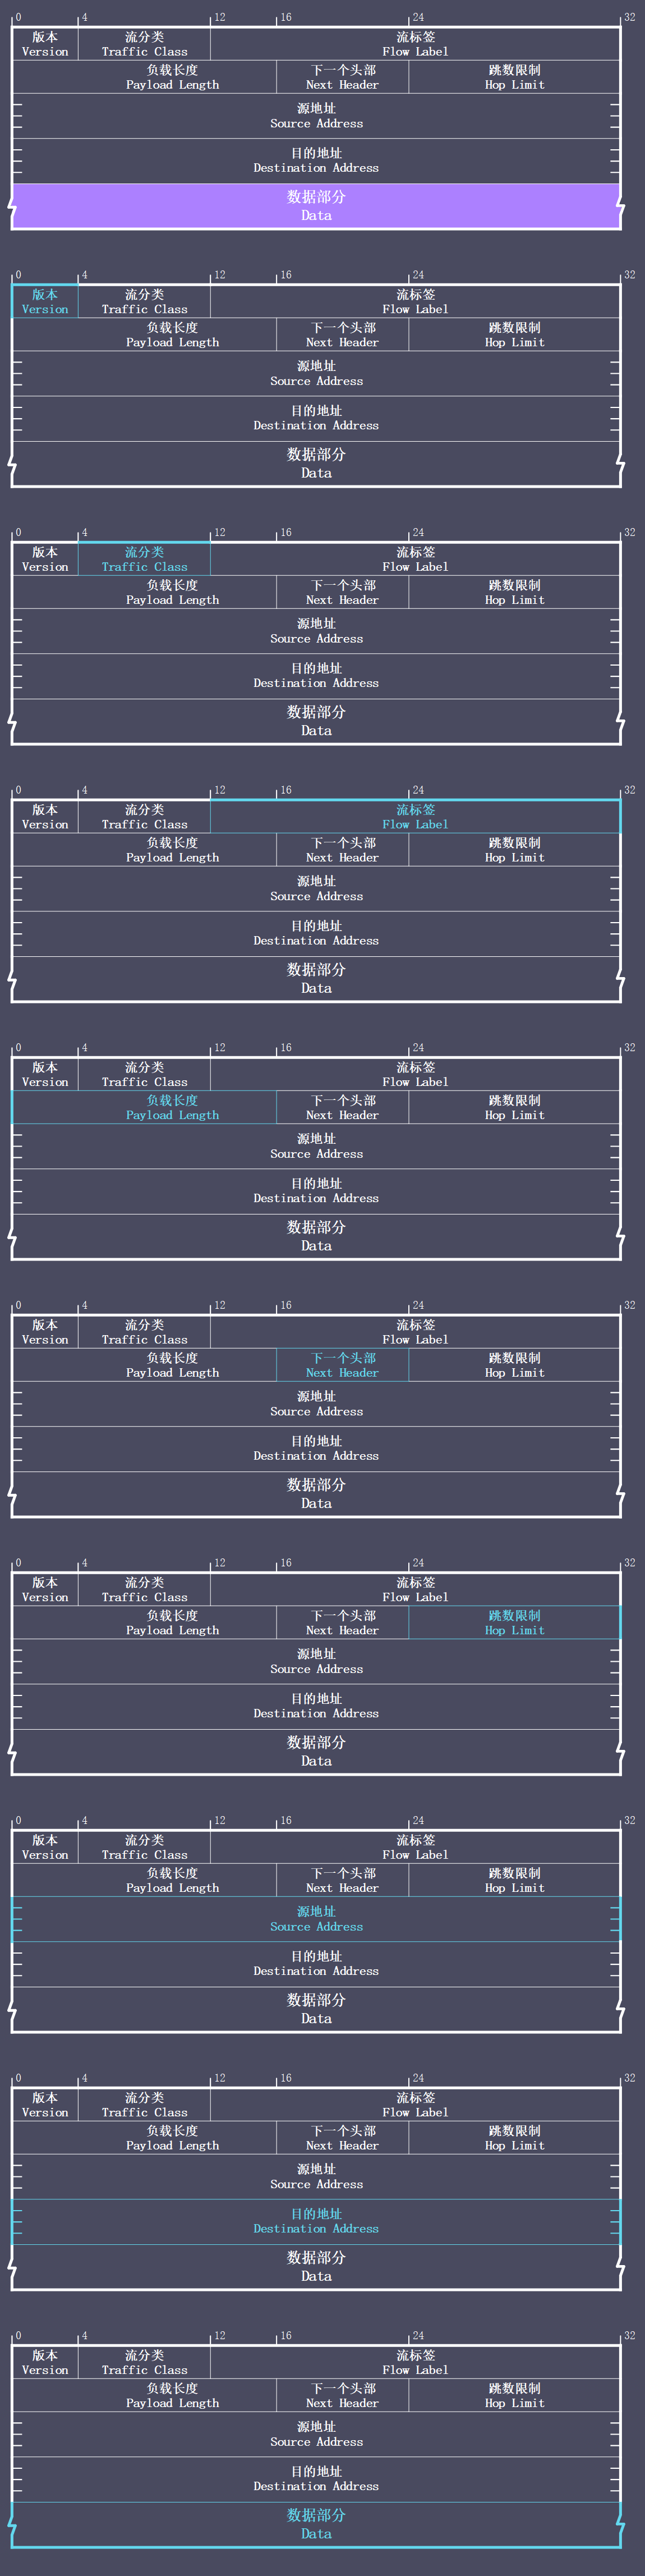 0 4 12 16 24 32
版本 流分类 流标签
Version Traffic Class Flow Label
负载长度 下一个头部 跳数限制
Payload Length Next Header Hop Limit
源地址
Source Address
目的地址
Destination Address
数据部分
Data
0 4 12 16 24 32
版本 流分类 流标签
Version Traffic Class Flow Label
负载长度 下一个头部 跳数限制
Payload Length Next Header Hop Limit
源地址
Source Address
目的地址
Destination Address
数据部分
Data
0 4 12 16 24 32
版本 流分类 流标签
Version Traffic Class Flow Label
负载长度 下一个头部 跳数限制
Payload Length Next Header Hop Limit
源地址
Source Address
目的地址
Destination Address
数据部分
Data
0 4 12 16 24 32
版本 流分类 流标签
Version Traffic Class Flow Label
负载长度 下一个头部 跳数限制
Payload Length Next Header Hop Limit
源地址
Source Address
目的地址
Destination Address
数据部分
Data
0 4 12 16 24 32
版本 流分类 流标签
Version Traffic Class Flow Label
负载长度 下一个头部 跳数限制
Payload Length Next Header Hop Limit
源地址
Source Address
目的地址
Destination Address
数据部分
Data
0 4 12 16 24 32
版本 流分类 流标签
Version Traffic Class Flow Label
负载长度 下一个头部 跳数限制
Payload Length Next Header Hop Limit
源地址
Source Address
目的地址
Destination Address
数据部分
Data
0 4 12 16 24 32
版本 流分类 流标签
Version Traffic Class Flow Label
负载长度 下一个头部 跳数限制
Payload Length Next Header Hop Limit
源地址
Source Address
目的地址
Destination Address
数据部分
Data
0 4 12 16 24 32
版本 流分类 流标签
Version Traffic Class Flow Label
负载长度 下一个头部 跳数限制
Payload Length Next Header Hop Limit
源地址
Source Address
目的地址
Destination Address
数据部分
Data
0 4 12 16 24 32
版本 流分类 流标签
Version Traffic Class Flow Label
负载长度 下一个头部 跳数限制
Payload Length Next Header Hop Limit
源地址
Source Address
目的地址
Destination Address
数据部分
Data
0 4 12 16 24 32
版本 流分类 流标签
Version Traffic Class Flow Label
负载长度 下一个头部 跳数限制
Payload Length Next Header Hop Limit
源地址
Source Address
目的地址
Destination Address
数据部分
Data